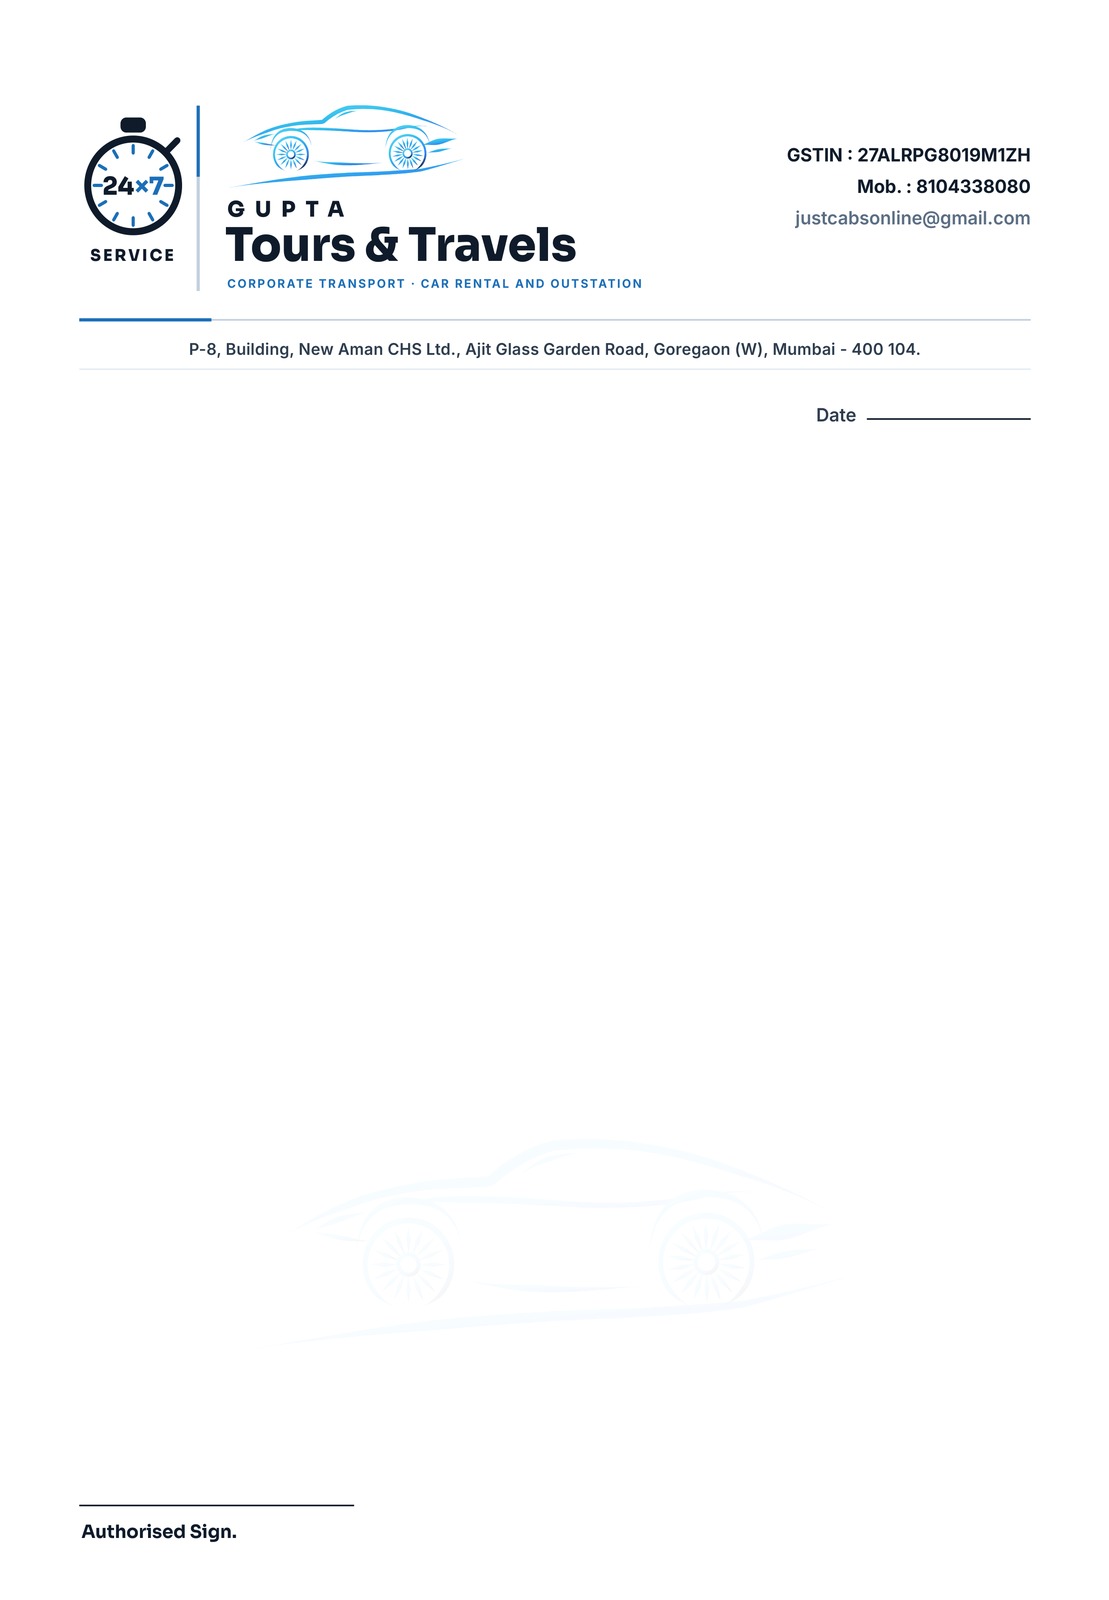 24×7
SERVICE
GUPTA
Tours & Travels
CORPORATE TRANSPORT · CAR RENTAL AND OUTSTATION
GSTIN : 27ALRPG8019M1ZH
Mob. : 8104338080
justcabsonline@gmail.com
P-8, Building, New Aman CHS Ltd., Ajit Glass Garden Road, Goregaon (W), Mumbai - 400 104.
Date
Authorised Sign.